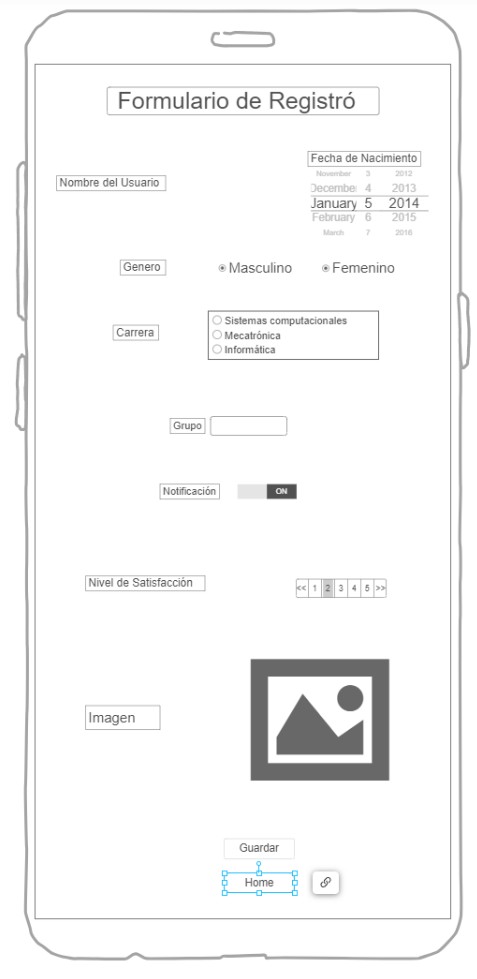 Formulario de Registró
Fecha de Nacimiento
November 3 2012
Nombre del Usuario
December 4 2013
January 5 2014
February 6 2015
March 7 2016
Genero
Masculino
Femenino
Carrera
Sistemas computacionales
Mecatrónica
Informática
Grupo
Notificación
ON
Nivel de Satisfacción
<< 1 2 3 4 5 >>
Imagen
Guardar
Home